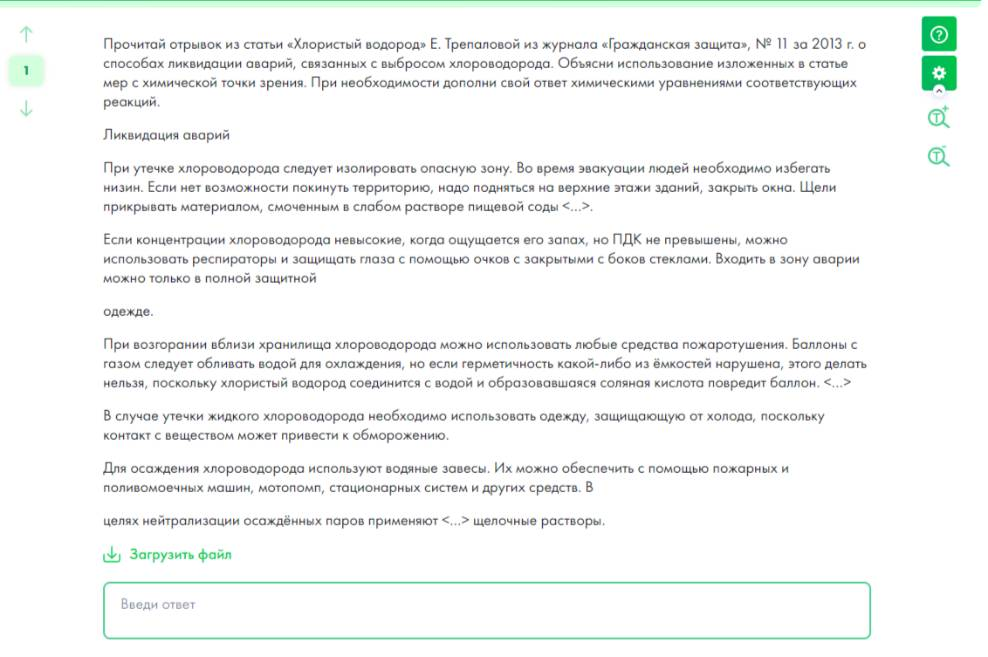 1
Прочитай отрывок из статьи «Хлористый водород» Е. Трепаловой из журнала «Гражданская защита», № 11 за 2013 г. о
способах ликвидации аварий, связанных с выбросом хлороводорода. Объясни использование изложенных в статье
мер с химической точки зрения. При необходимости дополни свой ответ химическими уравнениями соответствующих
реакций.
Ликвидация аварий
При утечке хлороводорода следует изолировать опасную зону. Во время эвакуации людей необходимо избегать
низин. Если нет возможности покинуть территорию, надо подняться на верхние этажи зданий, закрыть окна. Щели
прикрывать материалом, смоченным в слабом растворе пищевой соды <...>.
Если концентрации хлороводорода невысокие, когда ощущается его запах, но ПДК не превышены, можно
использовать респираторы и защищать глаза с помощью очков с закрытыми с боков стеклами. Входить в зону аварии
можно только в полной защитной
одежде.
При возгорании вблизи хранилища хлороводорода можно использовать любые средства пожаротушения. Баллоны с
газом следует обливать водой для охлаждения, но если герметичность какой-либо из ёмкостей нарушена, этого делать
нельзя, поскольку хлористый водород соединится с водой и образовавшаяся соляная кислота повредит баллон. <...>
В случае утечки жидкого хлороводорода необходимо использовать одежду, защищающую от холода, поскольку
контакт с веществом может привести к обморожению.
Для осаждения хлороводорода используют водяные завесы. Их можно обеспечить с помощью пожарных и
поливомоечных машин, мотопомп, стационарных систем и других средств. В
целях нейтрализации осаждённых паров применяют <...> щелочные растворы.
Загрузить файл
Введи ответ